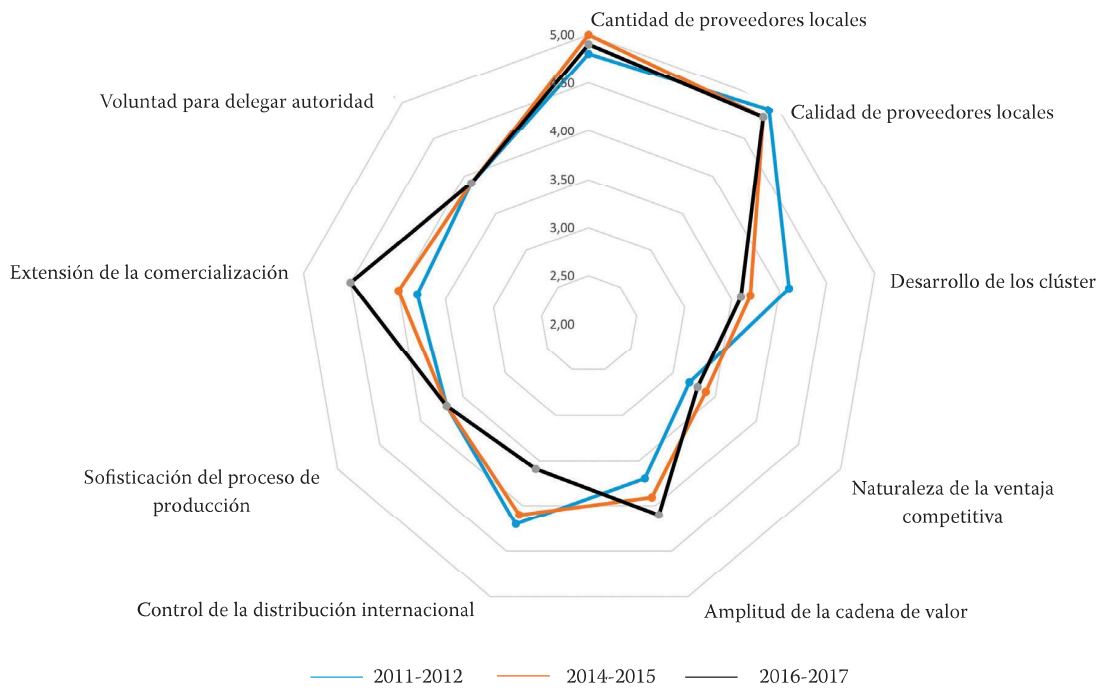 Cantidad de proveedores locales
5,00
Voluntad para delegar autoridad
,50
Calidad de proveedores locales
4,00
3,50
3,00
Extensión de la comercialización
Desarrollo de los clúster
2,50
2,00
Sofisticación del proceso de
producción
Naturaleza de la ventaja
competitiva
Control de la distribución internacional
Amplitud de la cadena de valor
2011-2012
2014-2015
2016-2017